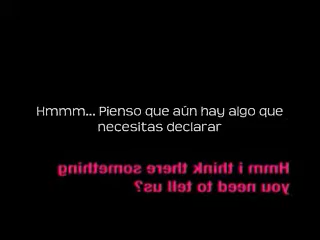 Hmmm... Pienso que aún hay algo que
necesitas declarar
Hmm i think there something
you need to tell us?